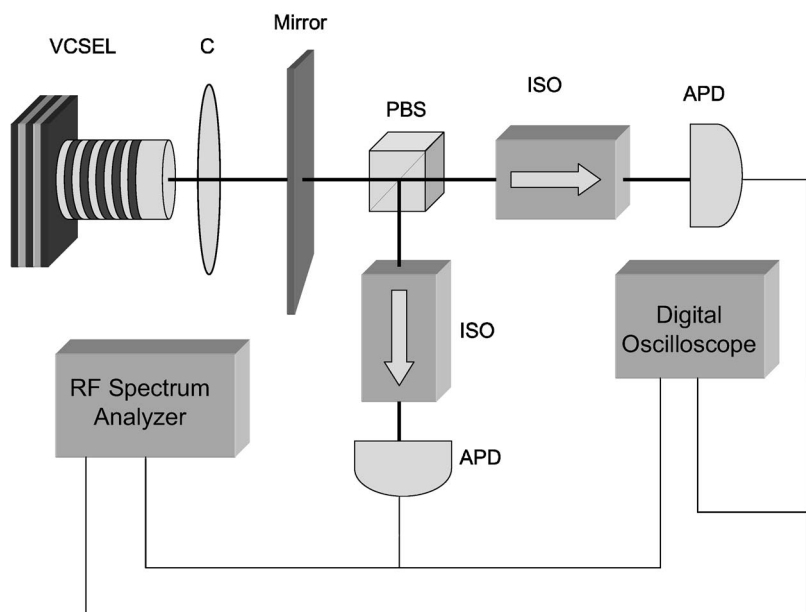 VCSEL
C
Mirror
PBS
ISO
APD
ISO
Digital
Oscilloscope
RF Spectrum
Analyzer
APD